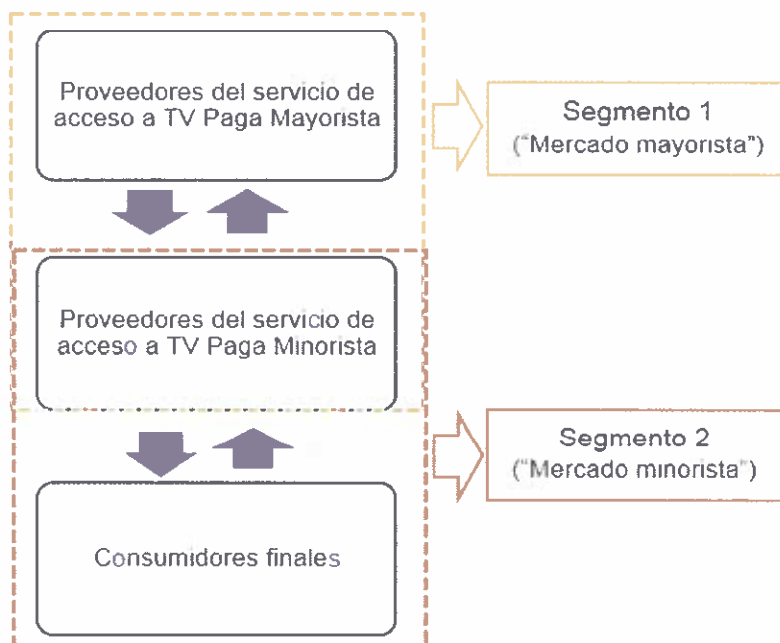 Proveedores del servicio de
acceso a TV Paga Mayorista
Segmento 1
("Mercado mayorista")
Proveedores del servicio de
acceso a TV Paga Minorista
Segmento 2
("Mercado minorista")
Consumidores finales